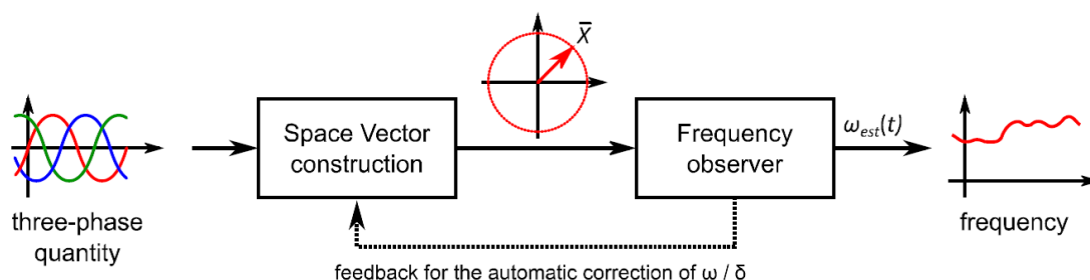 X̅
Space Vector
construction
Frequency
observer
ω_est(t)
three-phase
quantity
frequency
feedback for the automatic correction of ω / δ